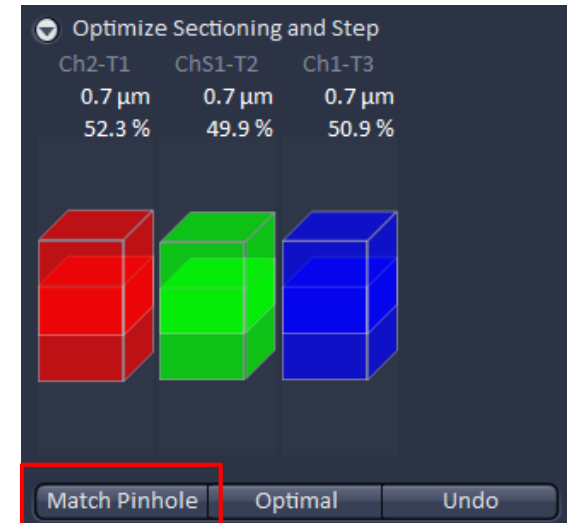 Optimize Sectioning and Step
Ch2-T1 ChS1-T2 Ch1-T3
0.7 µm 0.7 µm 0.7 µm
52.3 % 49.9 % 50.9 %
Match Pinhole Optimal Undo